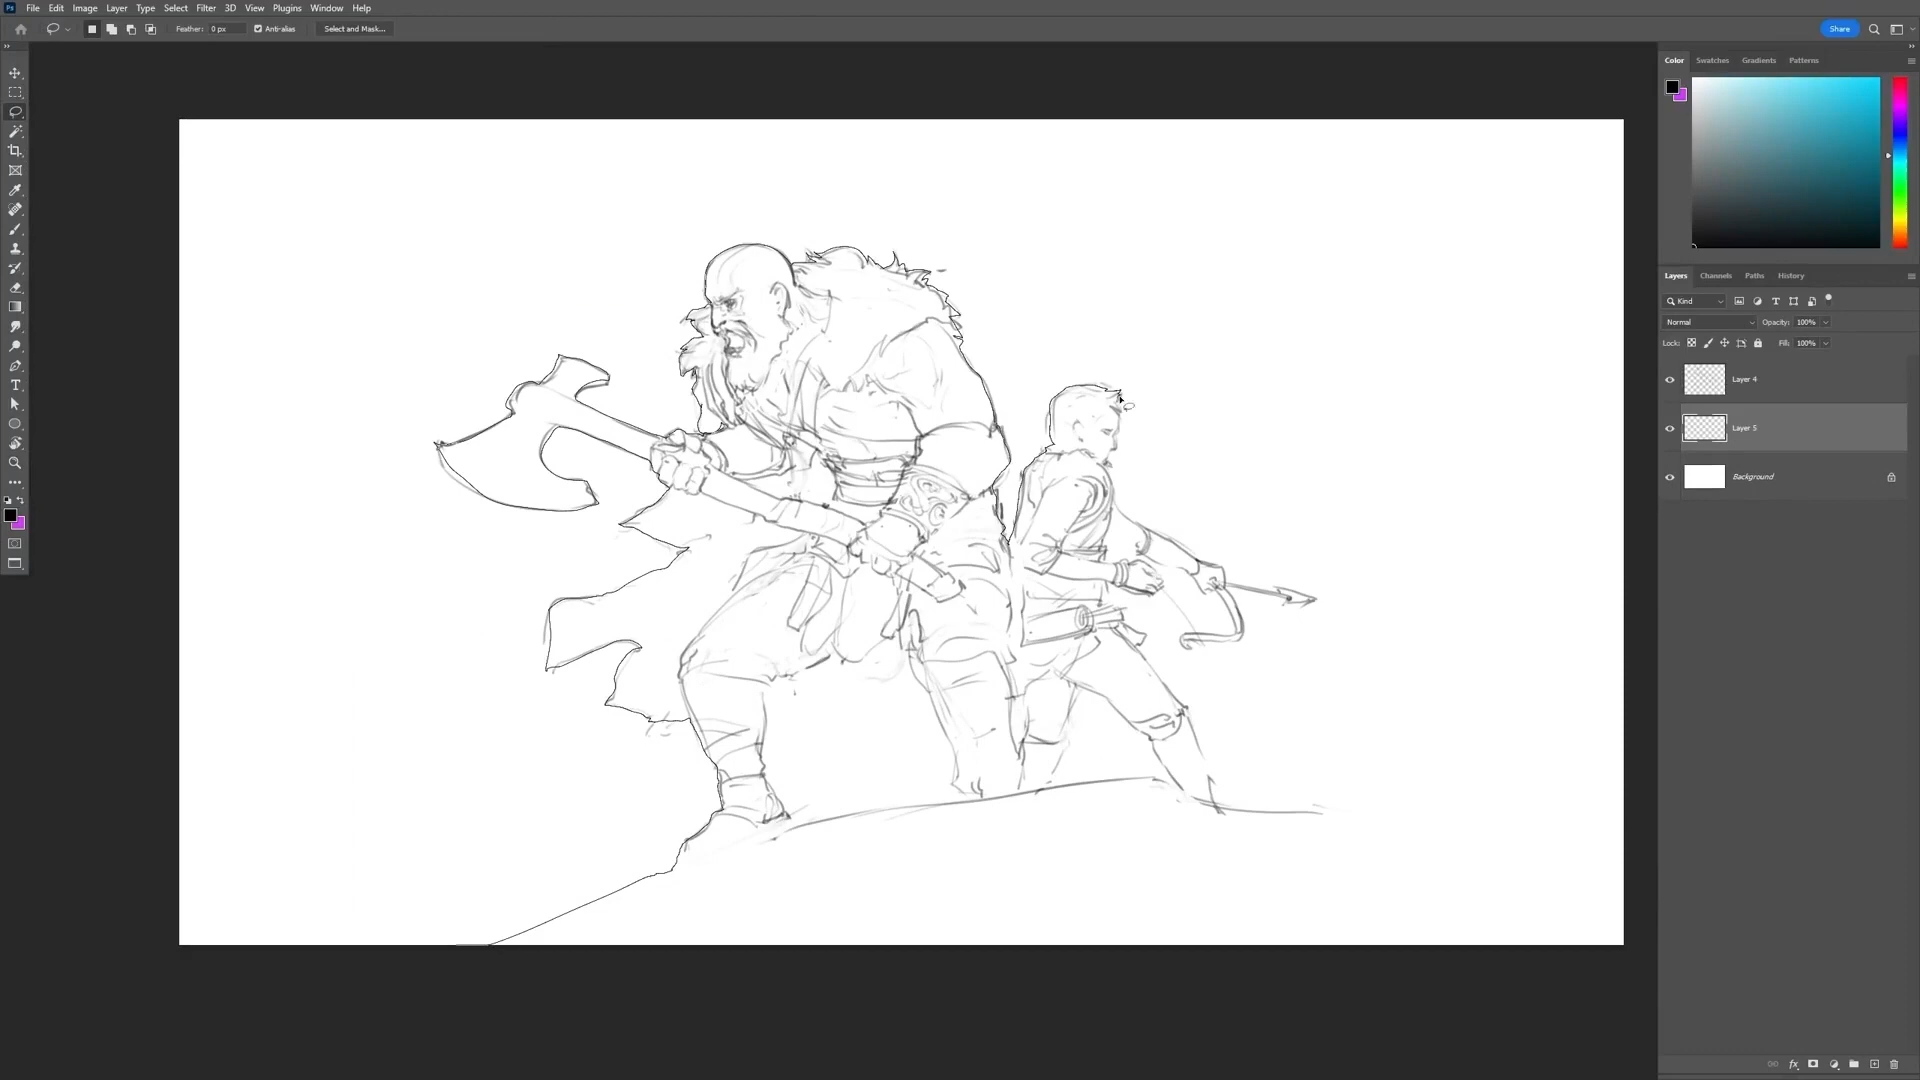 Ps File Edit Image Layer Type Select Filter 3D View Plugins Window Help
Feather: 0 px Anti-alias Select and Mask... Share
Color Swatches Gradients Patterns
Layers Channels Paths History
Kind
Normal Opacity: 100%
Lock: Fill: 100%
Layer 4
Layer 5
Background
fx